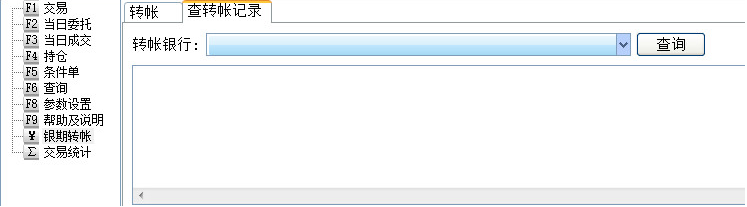 F1 交易
F2 当日委托
F3 当日成交
F4 持仓
F5 条件单
F6 查询
F8 参数设置
F9 帮助及说明
¥ 银期转帐
Σ 交易统计
转帐 查转帐记录
转帐银行： 查询